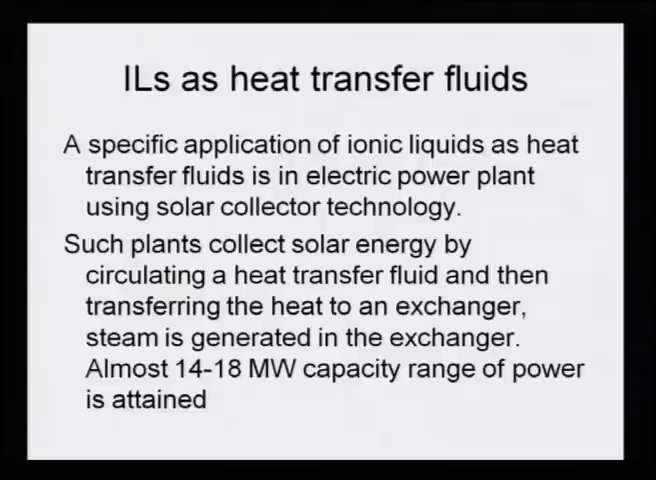 ILs as heat transfer fluids
A specific application of ionic liquids as heat
transfer fluids is in electric power plant
using solar collector technology.
Such plants collect solar energy by
circulating a heat transfer fluid and then
transferring the heat to an exchanger,
steam is generated in the exchanger.
Almost 14-18 MW capacity range of power
is attained